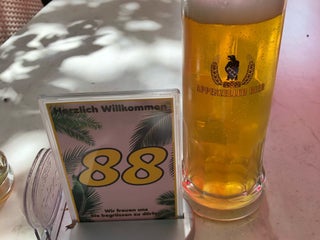 Herzlich Willkommen
88
Wir freuen uns
Sie begrüssen zu dürfen
APPENZELLER BIER